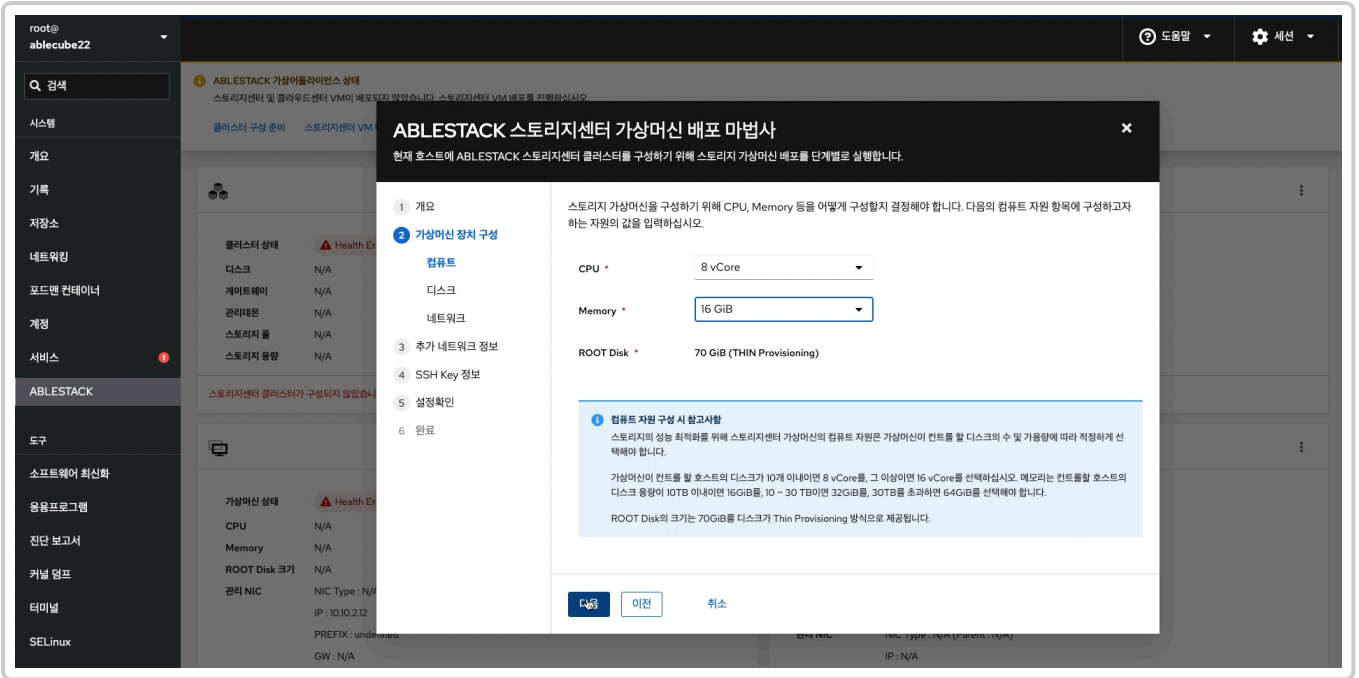 root@
ablecube22
도움말
세션
검색
시스템
개요
기록
저장소
네트워킹
포드맨 컨테이너
계정
서비스
ABLESTACK
도구
소프트웨어 최신화
응용프로그램
진단 보고서
커널 덤프
터미널
SELinux
ABLESTACK 가상어플라이언스 상태
스토리지센터 및 클라우드센터 VM이 배포되지 않았습니다. 스토리지센터 VM 배포를 진행하십시오.
클러스터 구성 준비 스토리지센터 VM
클러스터 상태 Health Er
디스크 N/A
게이트웨이 N/A
관리데몬 N/A
스토리지 풀 N/A
스토리지 용량 N/A
스토리지센터 클러스터가 구성되지 않았습니
가상머신 상태 Health Er
CPU N/A
Memory N/A
ROOT Disk 크기 N/A
관리 NIC NIC Type : N/A
IP : 10.10.2.12
PREFIX : undefined
GW : N/A
ABLESTACK 스토리지센터 가상머신 배포 마법사
현재 호스트에 ABLESTACK 스토리지센터 클러스터를 구성하기 위해 스토리지 가상머신 배포를 단계별로 실행합니다.
1 개요
2 가상머신 장치 구성
컴퓨트
디스크
네트워크
3 추가 네트워크 정보
4 SSH Key 정보
5 설정확인
6 완료
스토리지 가상머신을 구성하기 위해 CPU, Memory 등을 어떻게 구성할지 결정해야 합니다. 다음의 컴퓨트 자원 항목에 구성하고자
하는 자원의 값을 입력하십시오.
CPU * 8 vCore
Memory * 16 GiB
ROOT Disk * 70 GiB (THIN Provisioning)
컴퓨트 자원 구성 시 참고사항
스토리지의 성능 최적화를 위해 스토리지센터 가상머신의 컴퓨트 자원은 가상머신이 컨트롤 할 디스크의 수 및 가용량에 따라 적정하게 선
택해야 합니다.
가상머신이 컨트롤 할 호스트의 디스크가 10개 이내이면 8 vCore를, 그 이상이면 16 vCore를 선택하십시오. 메모리는 컨트롤할 호스트의
디스크 용량이 10TB 이내이면 16GiB를, 10 ~ 30 TB이면 32GiB를, 30TB를 초과하면 64GiB를 선택해야 합니다.
ROOT Disk의 크기는 70GiB를 디스크가 Thin Provisioning 방식으로 제공됩니다.
다음 이전 취소
관리 NIC NIC Type : N/A (Parent : N/A)
IP : N/A